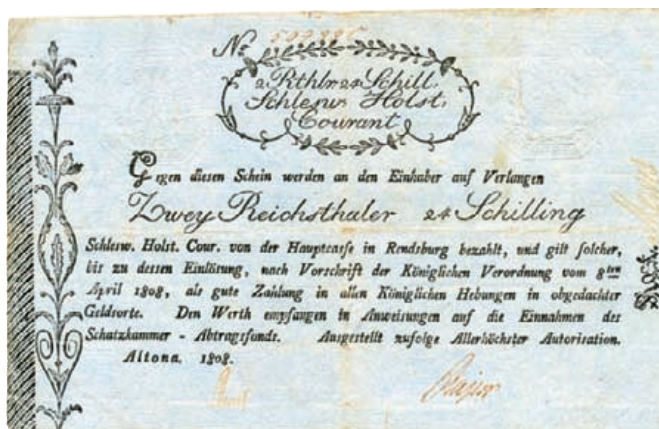 No
2 Rthlr 24 Schill.
Schlesw. Holst.
Courant
Gegen diesen Schein werden an den Einhaber auf Verlangen
Zwey Reichsthaler 24 Schilling
Schlesw. Holst. Cour. von der Hauptcasse in Rendsburg bezahlt, und gilt solcher,
bis zu dessen Einlösung, nach Vorschrift der Königlichen Verordnung vom 8ten
April 1808, als gute Zahlung in allen Königlichen Hebungen in obgedachter
Geldsorte. Den Werth empfangen in Anweisungen auf die Einnahmen des
Schatzkammer - Abtragsfonds. Ausgestellt zufolge Allerhöchster Autorisation.
Altona. 1808.